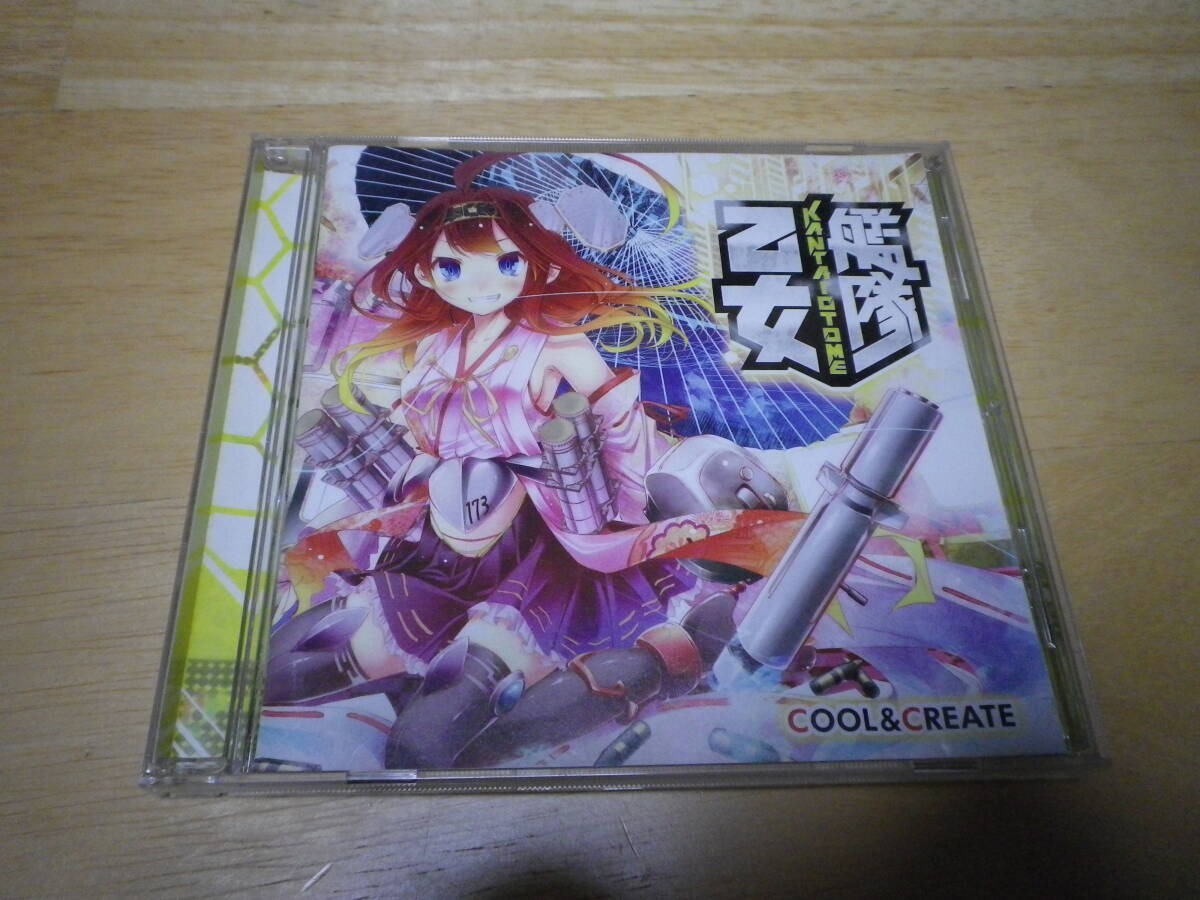 艦隊
KANTAIOTOME
乙女
173
COOL&CREATE